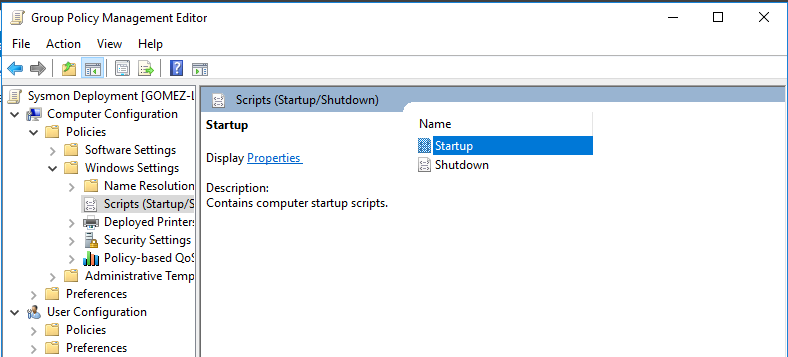 Group Policy Management Editor
File Action View Help
Sysmon Deployment [GOMEZ-
Computer Configuration
Policies
Software Settings
Windows Settings
Name Resolution
Scripts (Startup/S
Deployed Printers
Security Settings
Policy-based QoS
Administrative Temp
Preferences
User Configuration
Policies
Preferences
Scripts (Startup/Shutdown)
Startup
Display Properties
Description:
Contains computer startup scripts.
Name
Startup
Shutdown